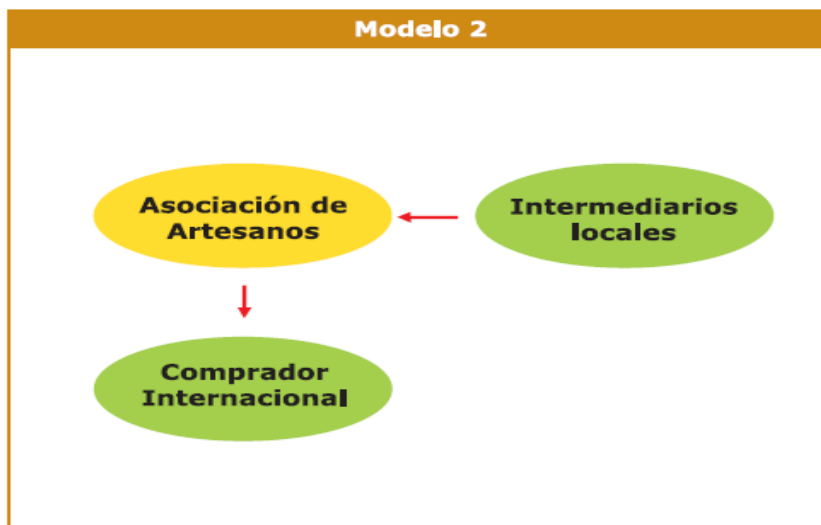 Modelo 2
Asociación de
Artesanos
Intermediarios
locales
Comprador
Internacional